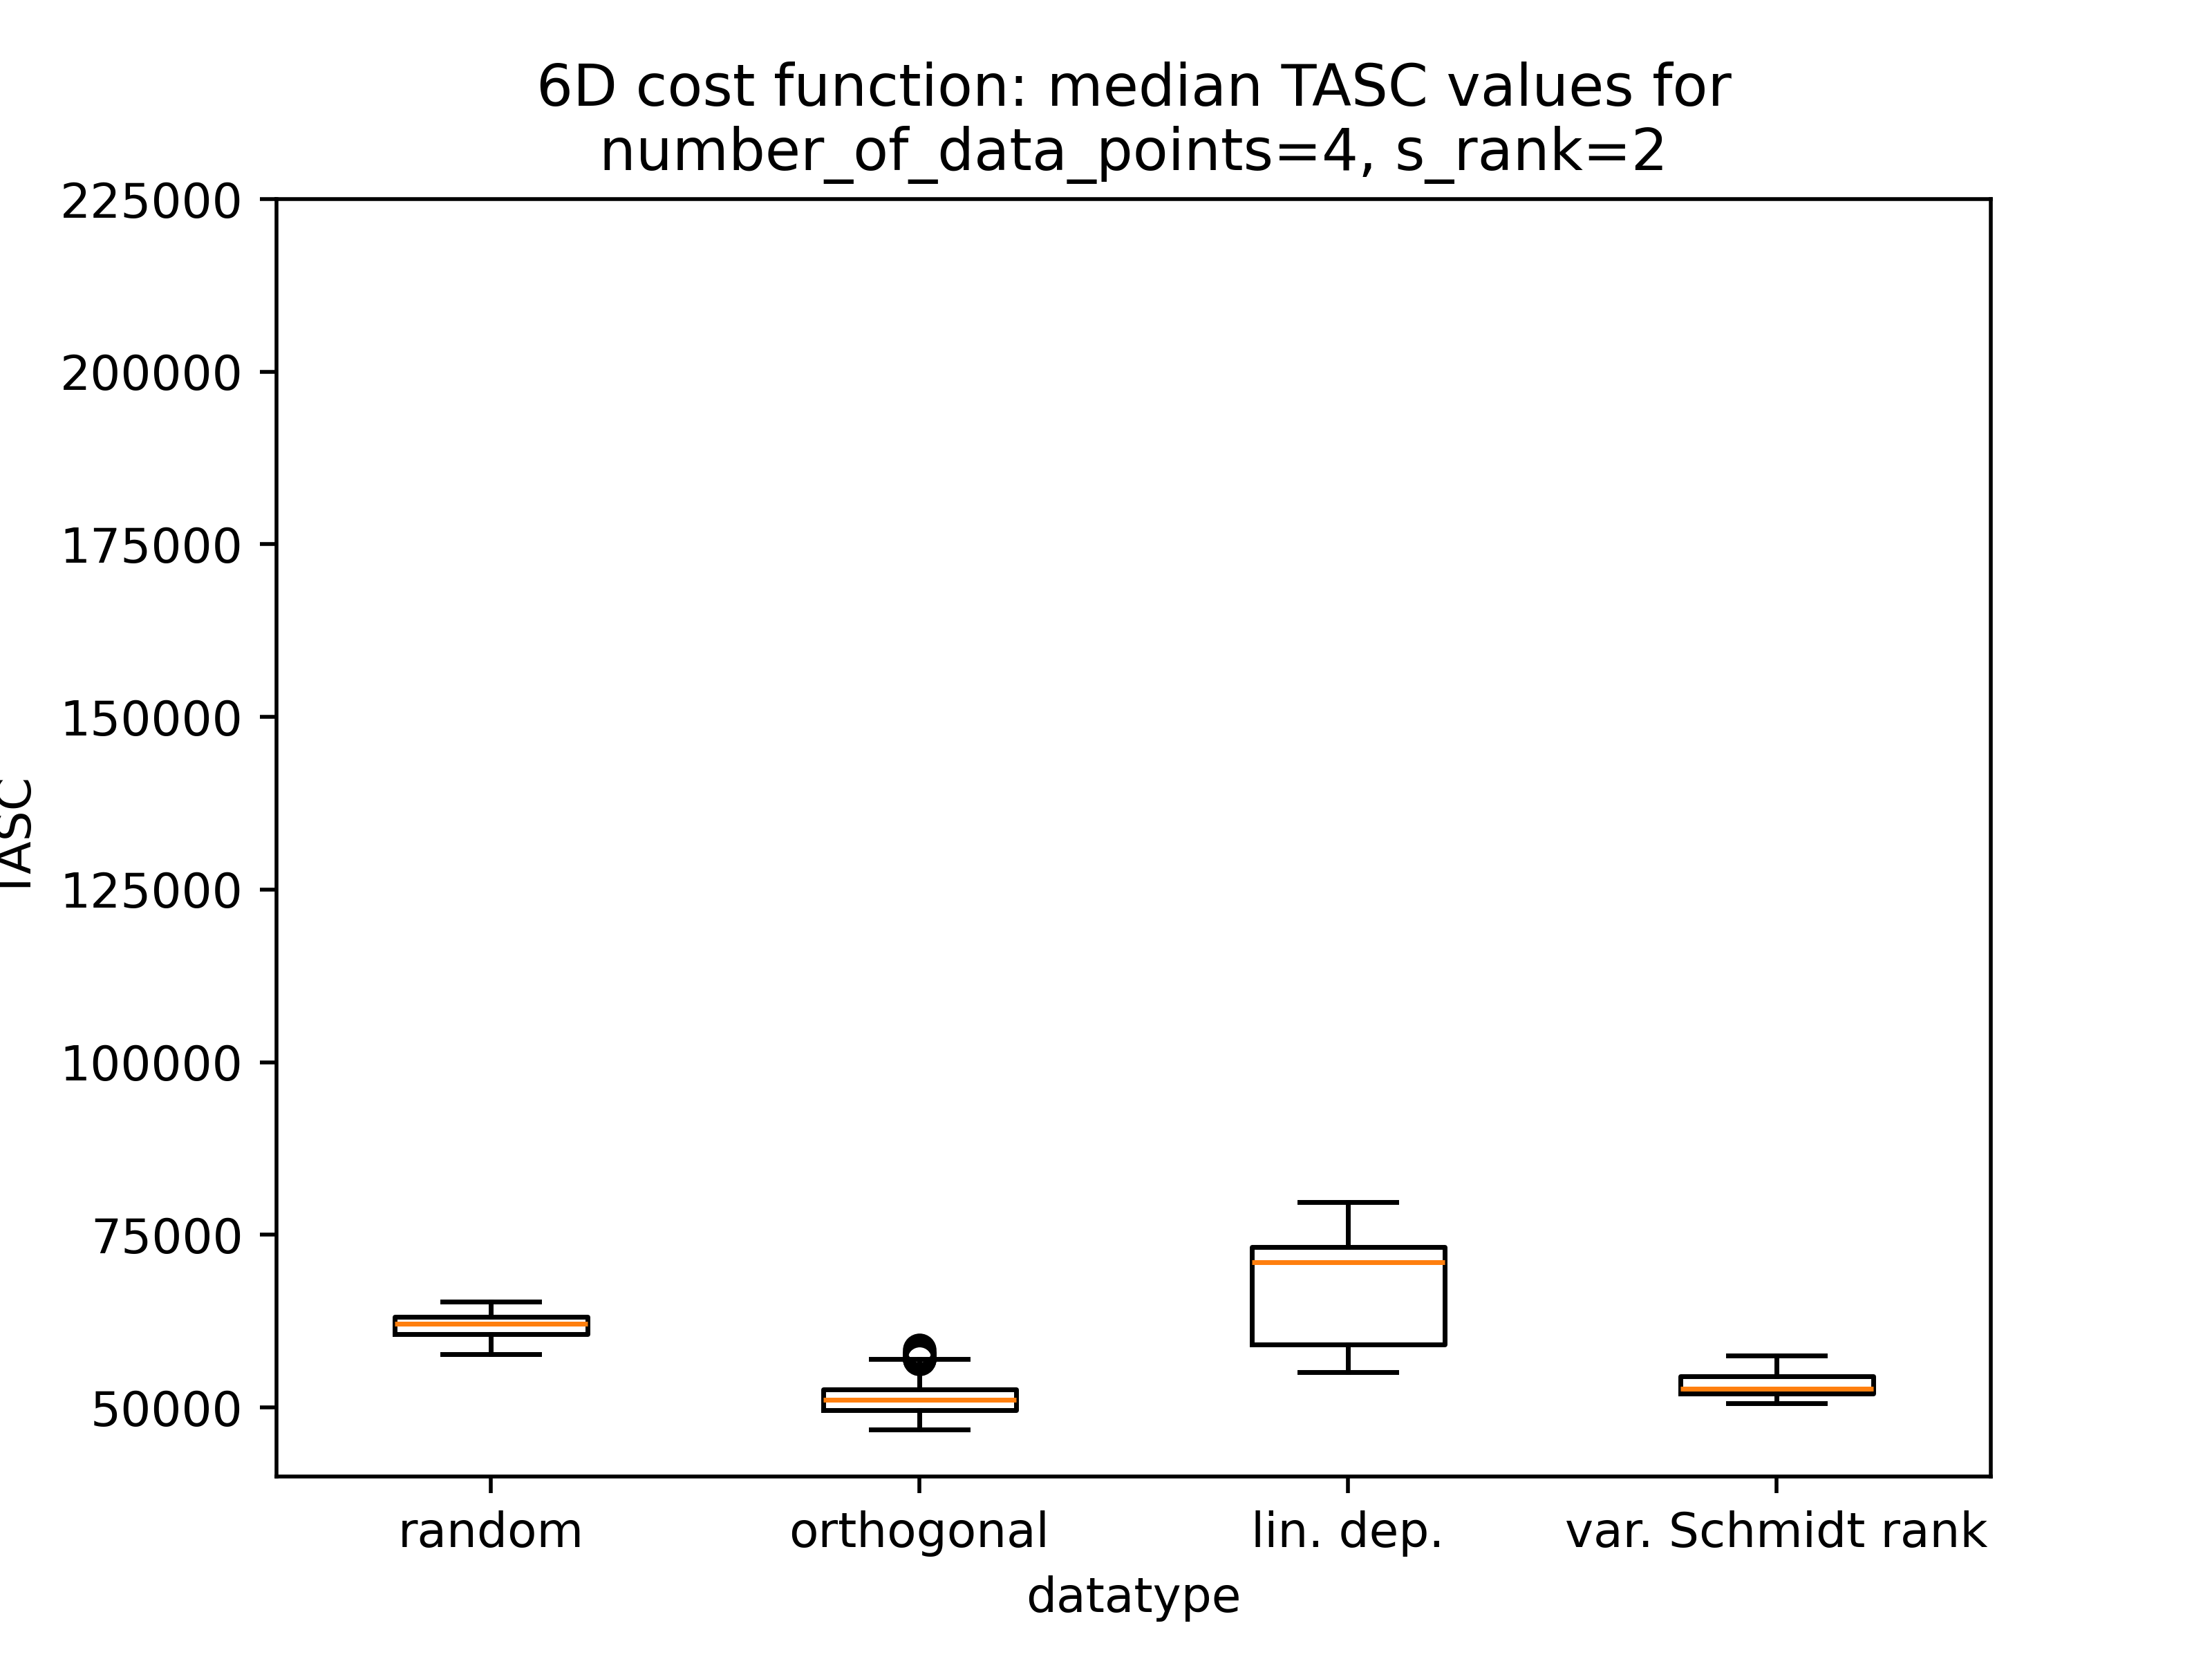 6D cost function: median TASC values for
number_of_data_points=4, s_rank=2
225000
200000
175000
150000
125000
100000
75000
50000
TASC
random
orthogonal
lin. dep.
var. Schmidt rank
datatype